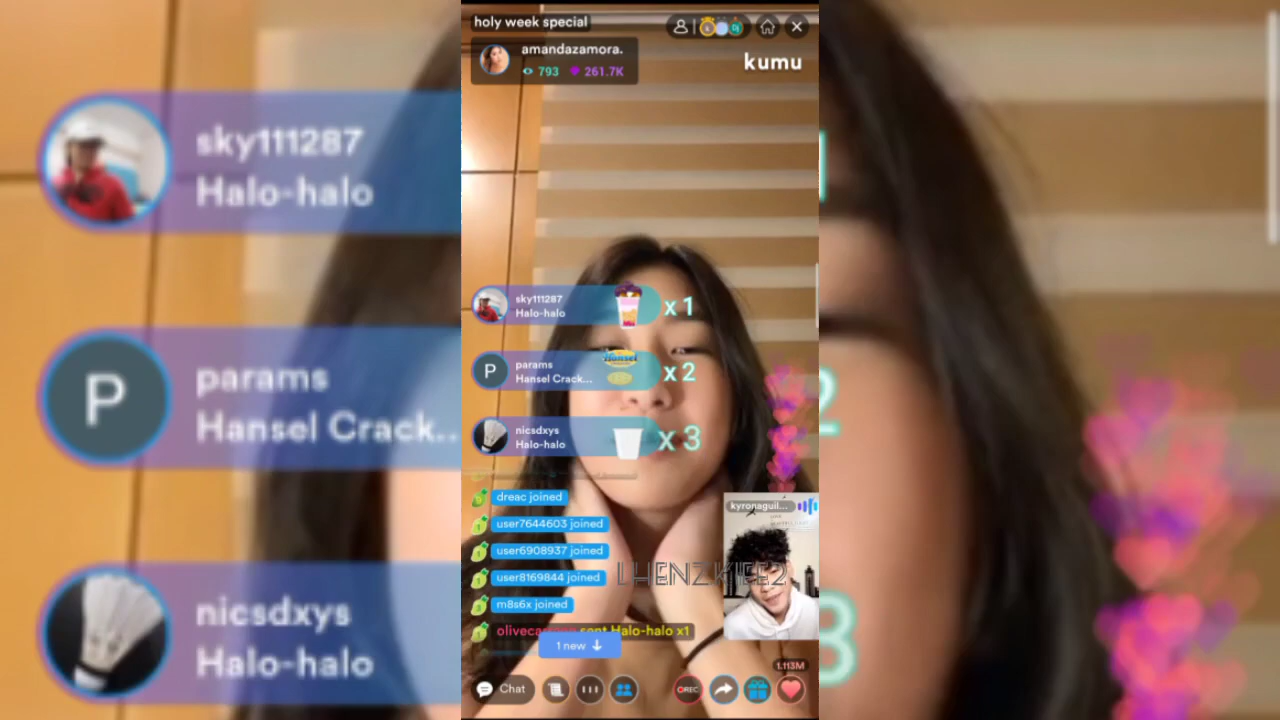 holy week special
amandazamora.
793 261.7K
kumu
sky111287
Halo-halo
x 1
params
Hansel Crack...
x 2
nicsdxys
Halo-halo
x 3
Hansel
P
dreac joined
user7644603 joined
user6908937 joined
user8169844 joined
m8s6x joined
sent Halo-halo x1
1 new
kyronaguil...
LHENZKIEE2
1.113M
Chat
REC
sky111287
Halo-halo
params
Hansel Crack..
P
nicsdxys
Halo-halo